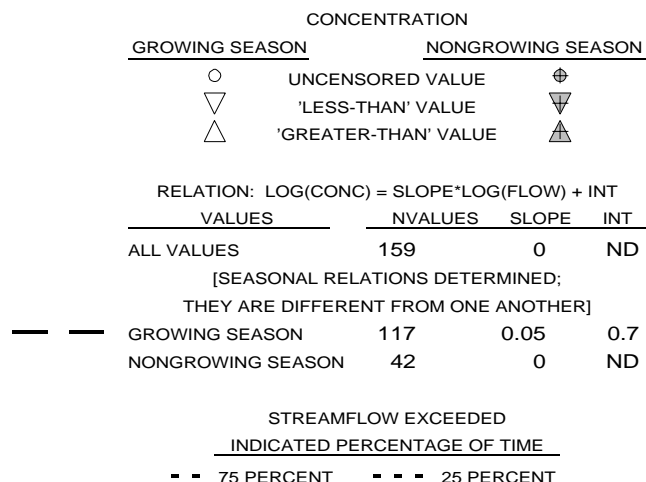 CONCENTRATION
GROWING SEASON NONGROWING SEASON
UNCENSORED VALUE
'LESS-THAN' VALUE
'GREATER-THAN' VALUE
RELATION: LOG(CONC) = SLOPE*LOG(FLOW) + INT
VALUES NVALUES SLOPE INT
ALL VALUES 159 0 ND
[SEASONAL RELATIONS DETERMINED;
THEY ARE DIFFERENT FROM ONE ANOTHER]
GROWING SEASON 117 0.05 0.7
NONGROWING SEASON 42 0 ND
STREAMFLOW EXCEEDED
INDICATED PERCENTAGE OF TIME
75 PERCENT 25 PERCENT